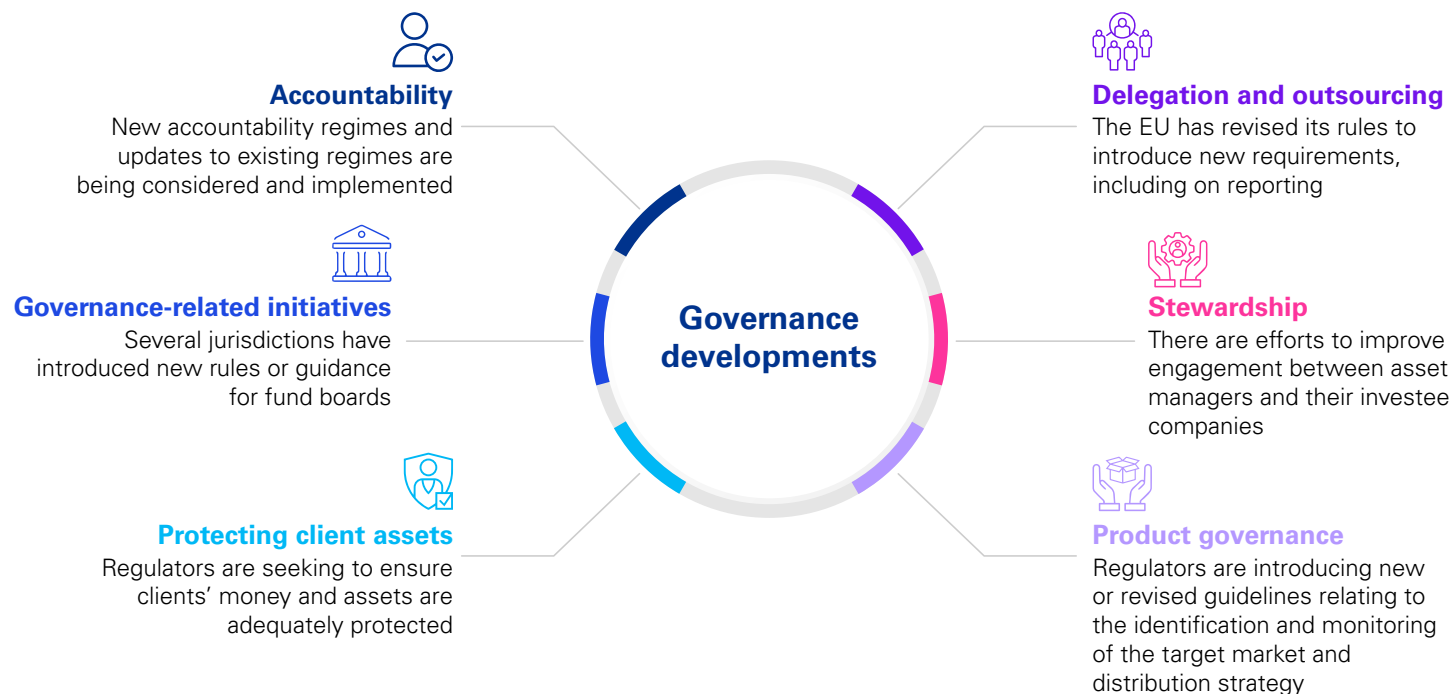 Accountability
New accountability regimes and
updates to existing regimes are
being considered and implemented
Governance-related initiatives
Several jurisdictions have
introduced new rules or guidance
for fund boards
Protecting client assets
Regulators are seeking to ensure
clients’ money and assets are
adequately protected
Governance
developments
Delegation and outsourcing
The EU has revised its rules to
introduce new requirements,
including on reporting
Stewardship
There are efforts to improve
engagement between asset
managers and their investee
companies
Product governance
Regulators are introducing new
or revised guidelines relating to
the identification and monitoring
of the target market and
distribution strategy